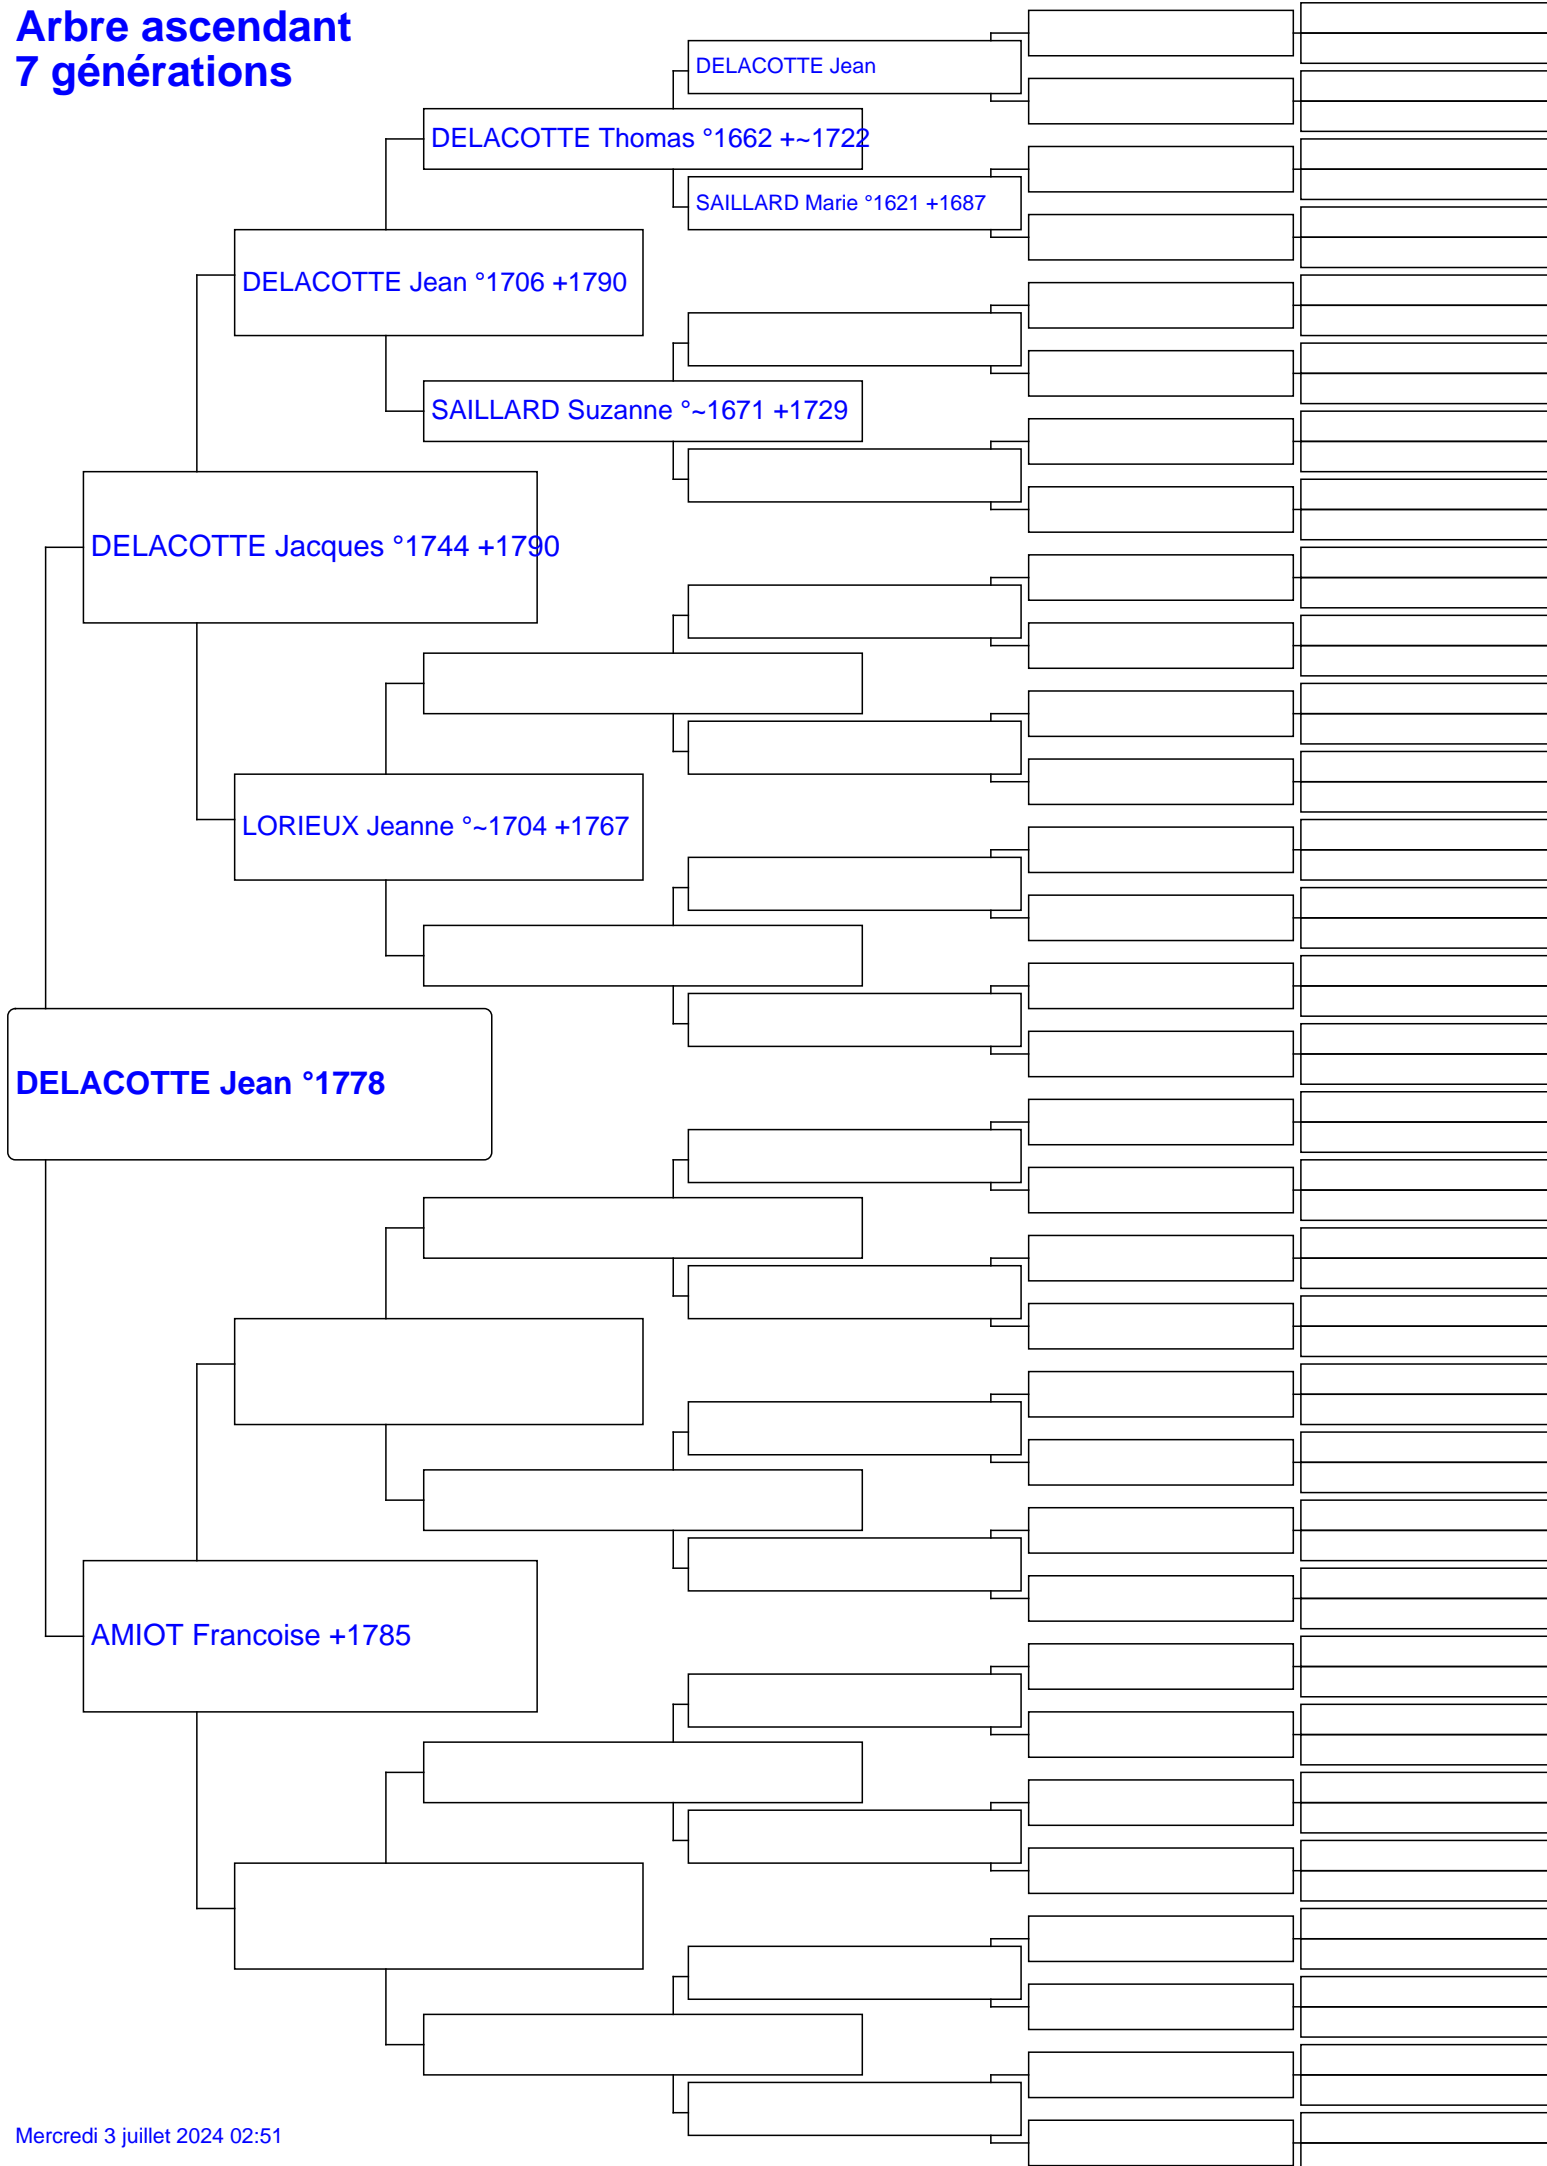 Arbre ascendant
7 générations
DELACOTTE Jean
DELACOTTE Thomas °1662 +~1722
SAILLARD Marie °1621 +1687
DELACOTTE Jean °1706 +1790
SAILLARD Suzanne °~1671 +1729
DELACOTTE Jacques °1744 +1790
LORIEUX Jeanne °~1704 +1767
DELACOTTE Jean °1778
AMIOT Francoise +1785
Mercredi 3 juillet 2024 02:51